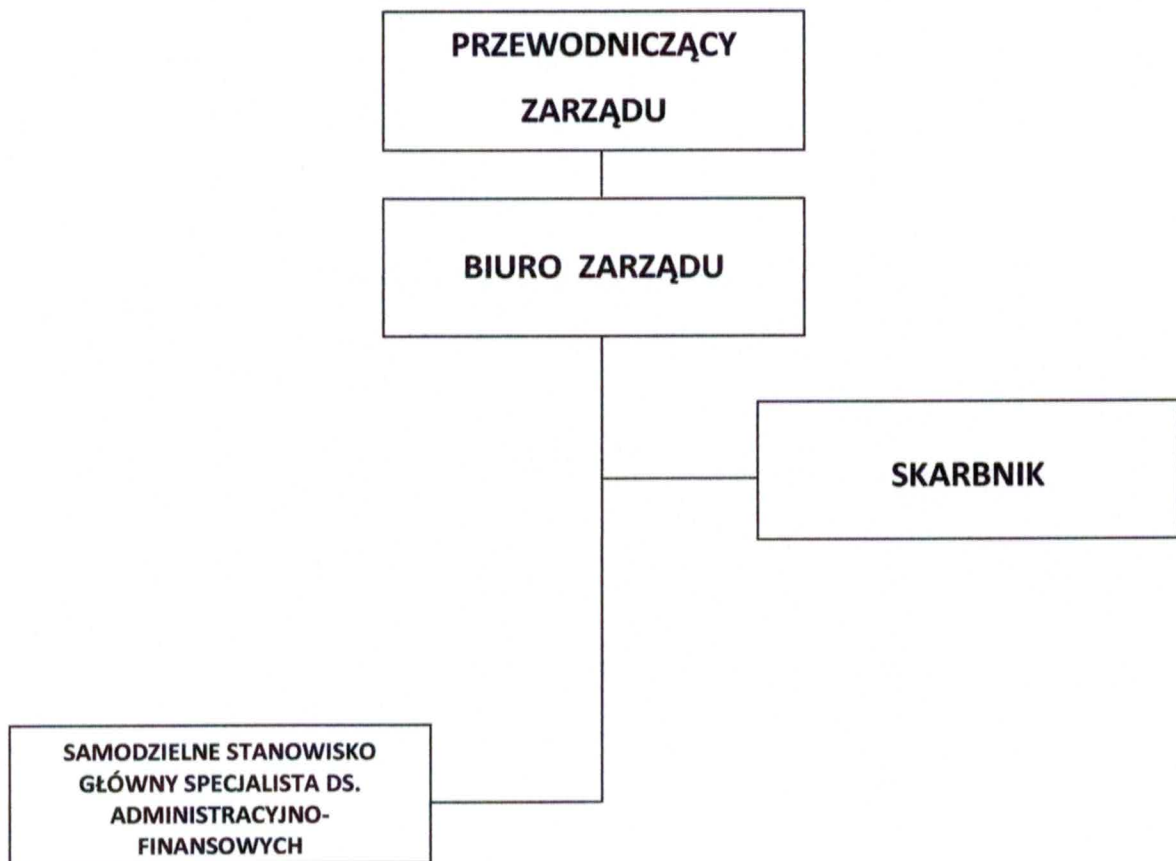 PRZEWODNICZĄCY
ZARZĄDU
BIURO ZARZĄDU
SKARBNIK
SAMODZIELNE STANOWISKO
GŁÓWNY SPECJALISTA DS.
ADMINISTRACYJNO-
FINANSOWYCH